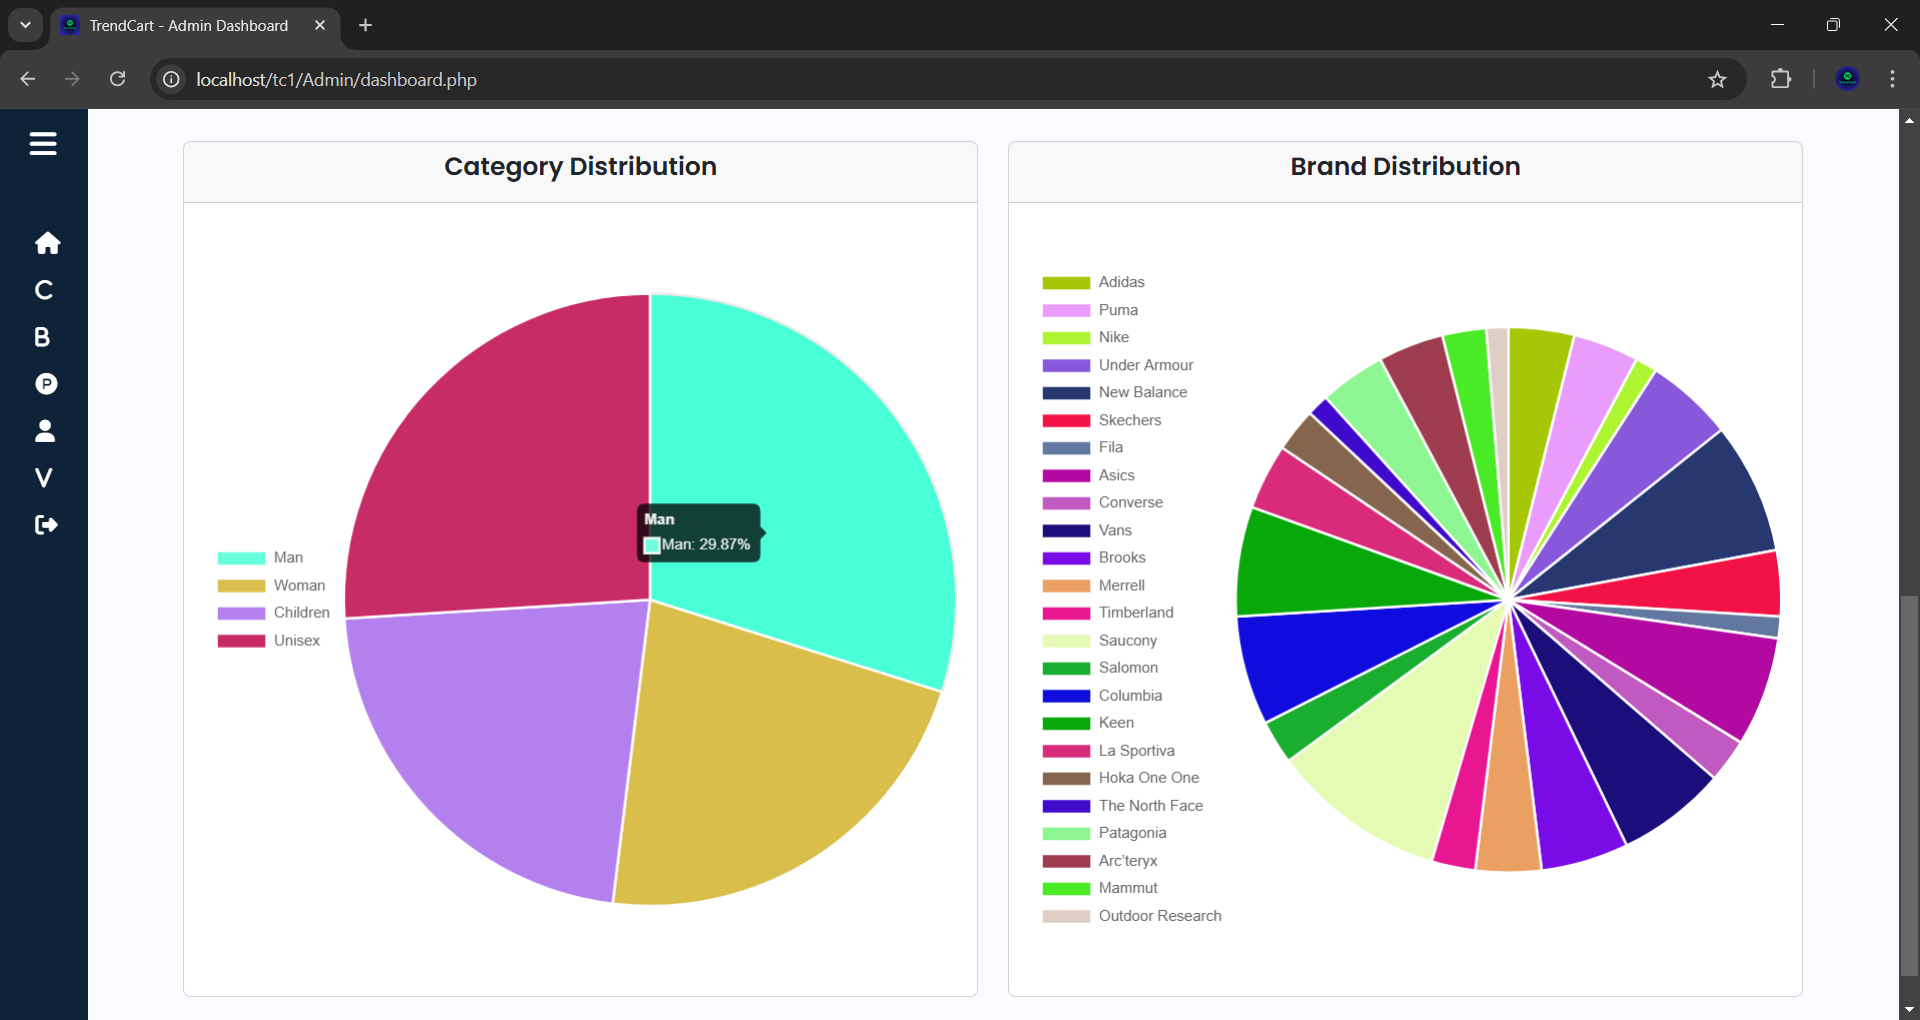 TrendCart - Admin Dashboard
localhost/tc1/Admin/dashboard.php
C
B
P
V
Category Distribution
Man
Man: 29.87%
Man
Woman
Children
Unisex
Brand Distribution
Adidas
Puma
Nike
Under Armour
New Balance
Skechers
Fila
Asics
Converse
Vans
Brooks
Merrell
Timberland
Saucony
Salomon
Columbia
Keen
La Sportiva
Hoka One One
The North Face
Patagonia
Arc'teryx
Mammut
Outdoor Research